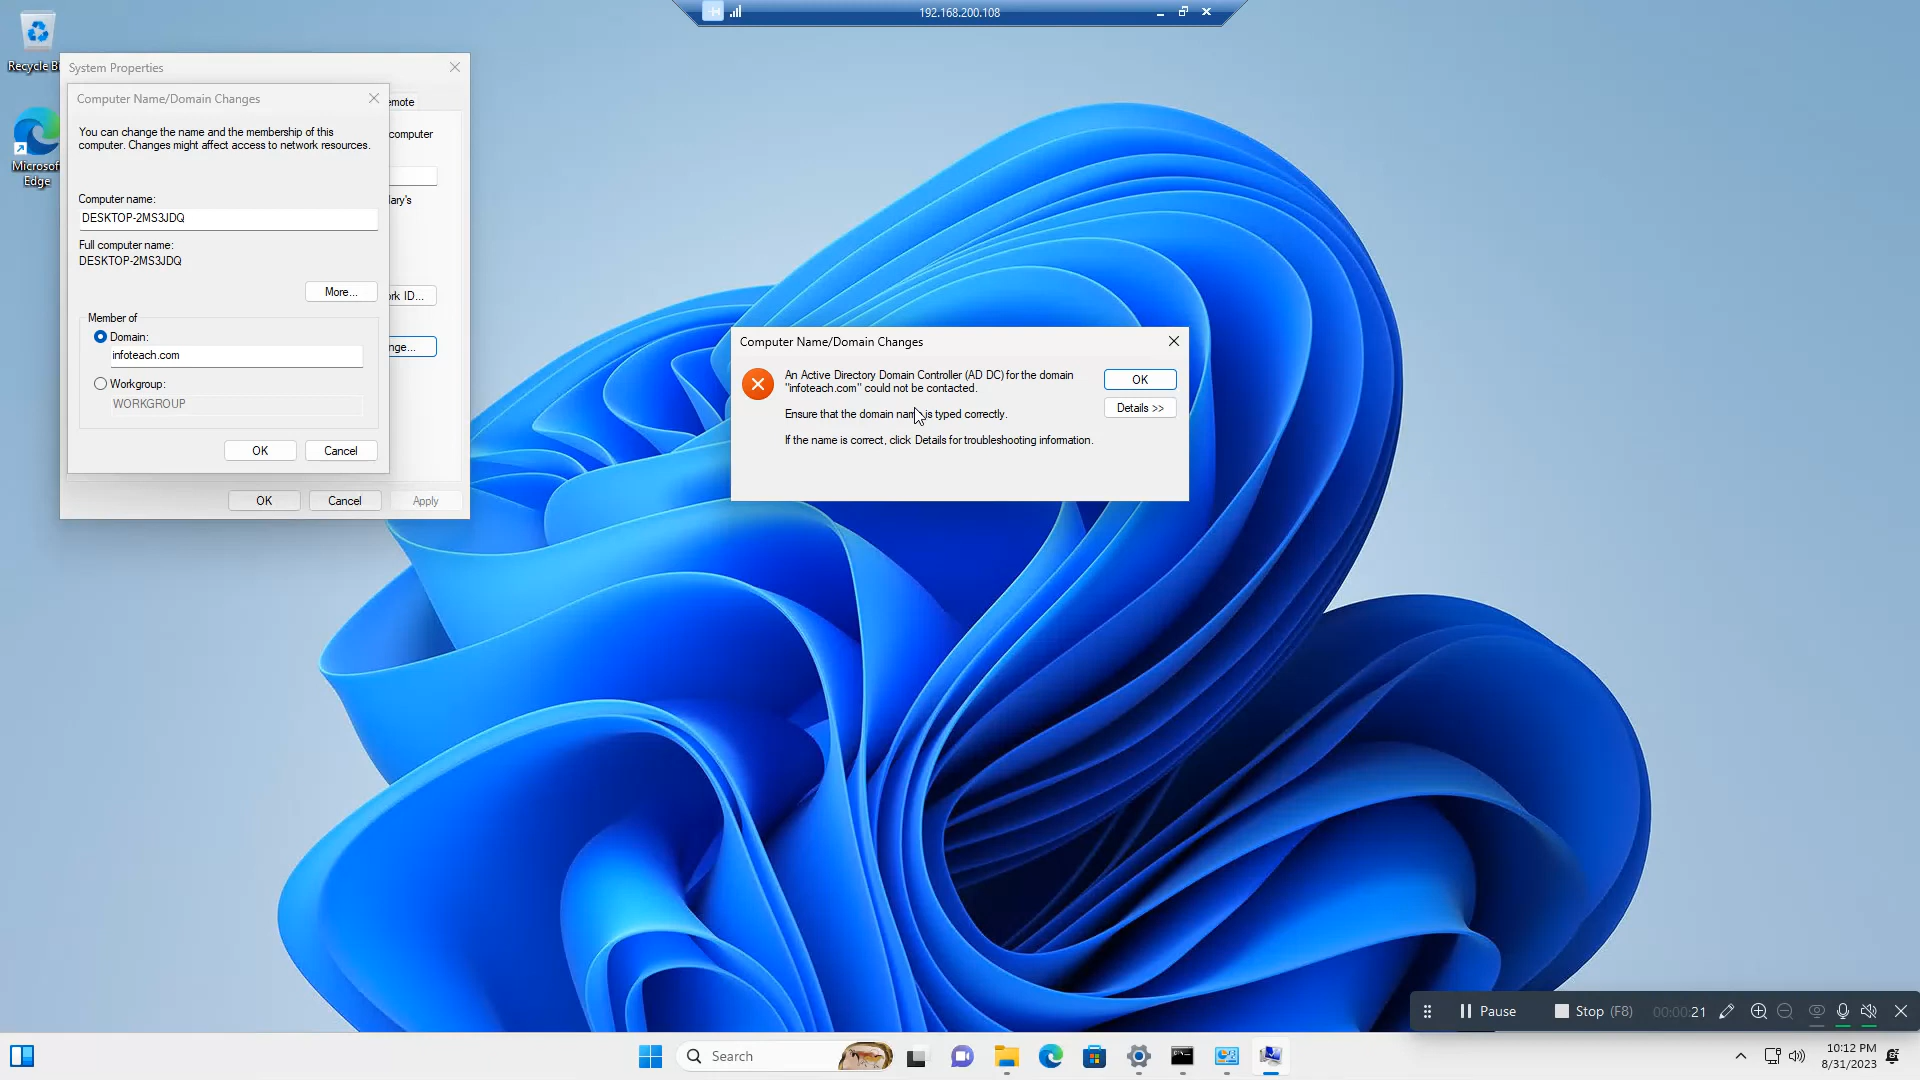 192.168.200.108
Recycle B
Microsof
Edge
System Properties
emote
computer
lary's
rk ID...
nge...
OK
Cancel
Apply
Computer Name/Domain Changes
You can change the name and the membership of this
computer. Changes might affect access to network resources.
Computer name:
DESKTOP-2MS3JDQ
Full computer name:
DESKTOP-2MS3JDQ
More...
Member of
Domain:
infoteach.com
Workgroup:
WORKGROUP
OK
Cancel
Computer Name/Domain Changes
An Active Directory Domain Controller (AD DC) for the domain
"infoteach.com" could not be contacted.
Ensure that the domain name is typed correctly.
If the name is correct, click Details for troubleshooting information.
OK
Details >>
Pause
Stop (F8)
00:00:21
Search
10:12 PM
8/31/2023